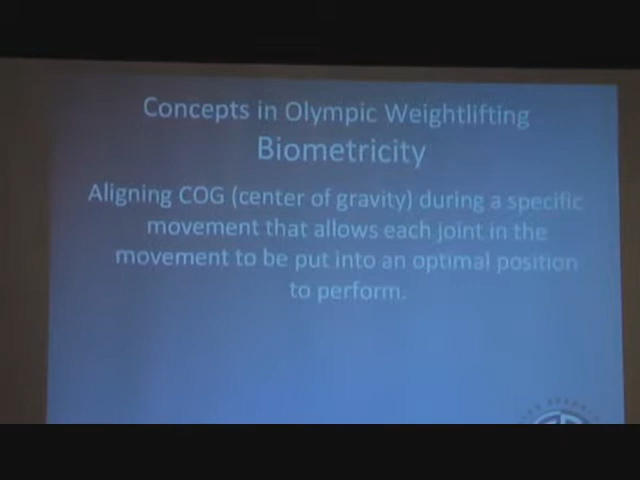 Concepts in Olympic Weightlifting
Biometricity
Aligning COG (center of gravity) during a specific
movement that allows each joint in the
movement to be put into an optimal position
to perform.